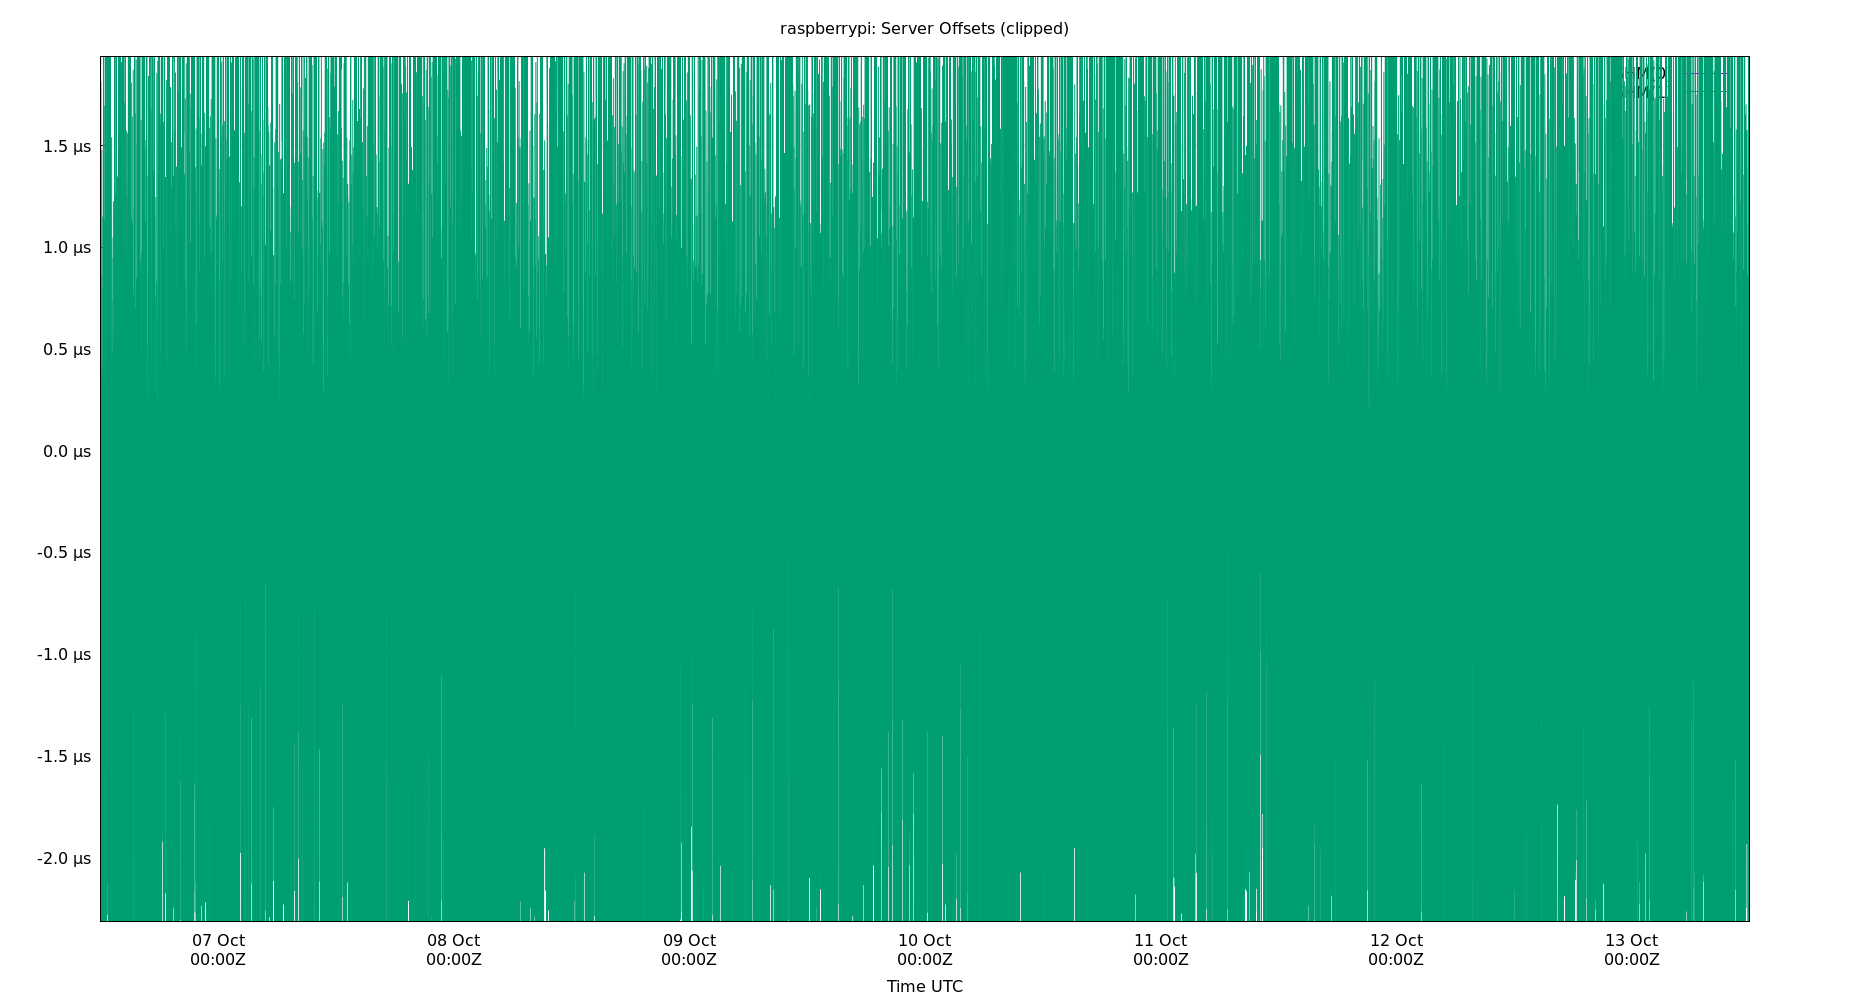 raspberrypi: Server Offsets (clipped)
1.5 µs
1.0 µs
0.5 µs
0.0 µs
-0.5 µs
-1.0 µs
-1.5 µs
-2.0 µs
07 Oct 08 Oct 09 Oct 10 Oct 11 Oct 12 Oct 13 Oct
00:00Z 00:00Z 00:00Z 00:00Z 00:00Z 00:00Z 00:00Z
Time UTC